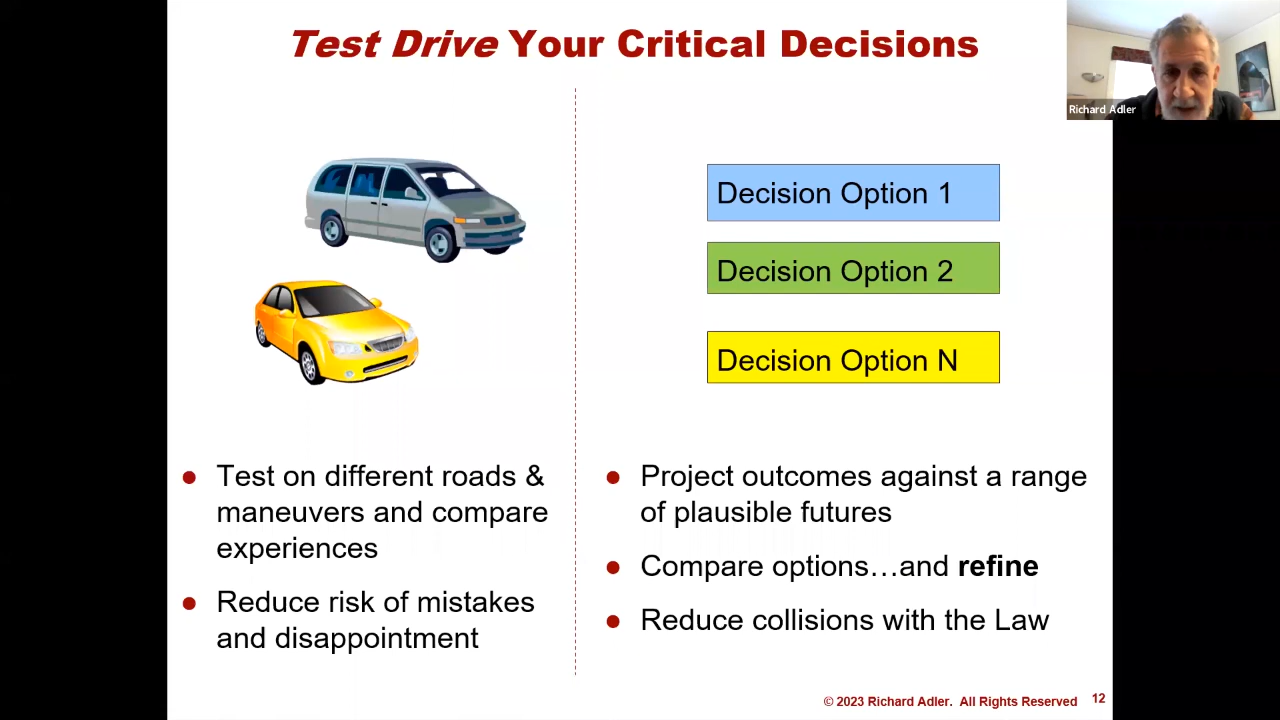 Test Drive Your Critical Decisions
Richard Adler
Decision Option 1
Decision Option 2
Decision Option N
● Test on different roads &
maneuvers and compare
experiences
● Reduce risk of mistakes
and disappointment
● Project outcomes against a range
of plausible futures
● Compare options…and refine
● Reduce collisions with the Law
© 2023 Richard Adler. All Rights Reserved 12